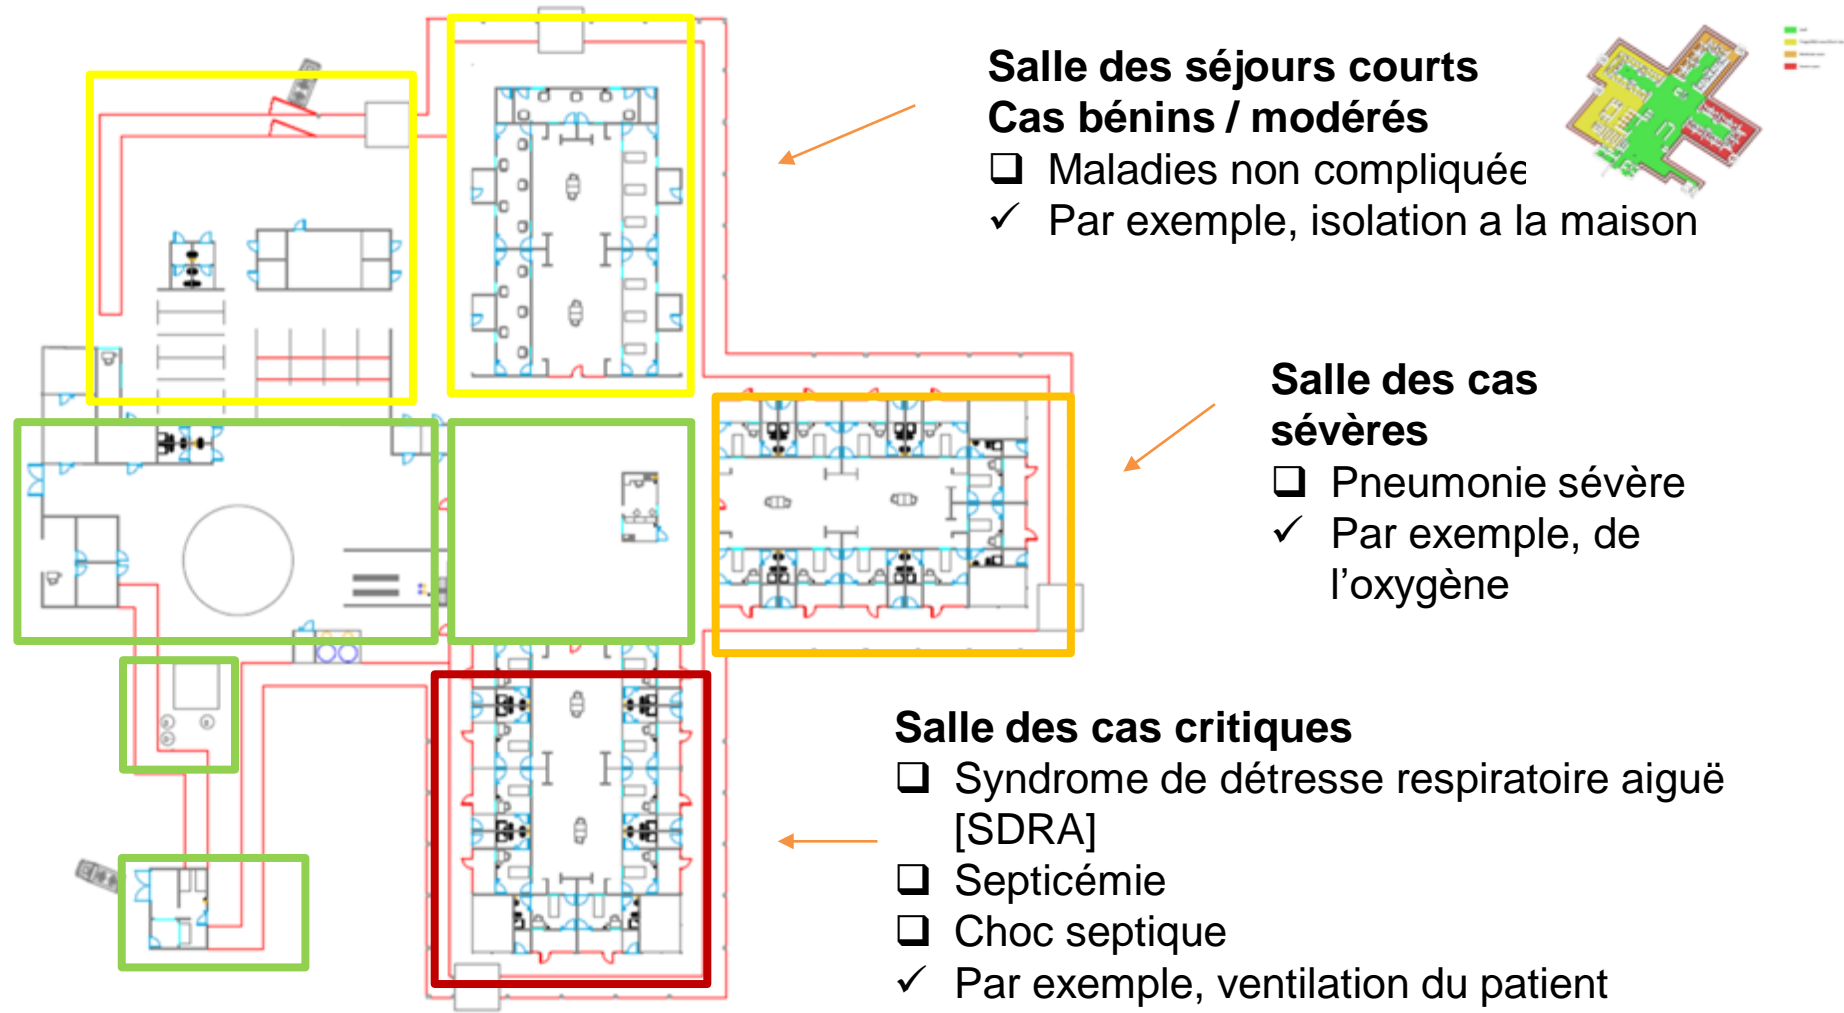 Salle des séjours courts
Cas bénins / modérés
❑ Maladies non compliquée
✓ Par exemple, isolation a la maison
Salle des cas
sévères
❑ Pneumonie sévère
✓ Par exemple, de
l’oxygène
Salle des cas critiques
❑ Syndrome de détresse respiratoire aiguë
[SDRA]
❑ Septicémie
❑ Choc septique
✓ Par exemple, ventilation du patient